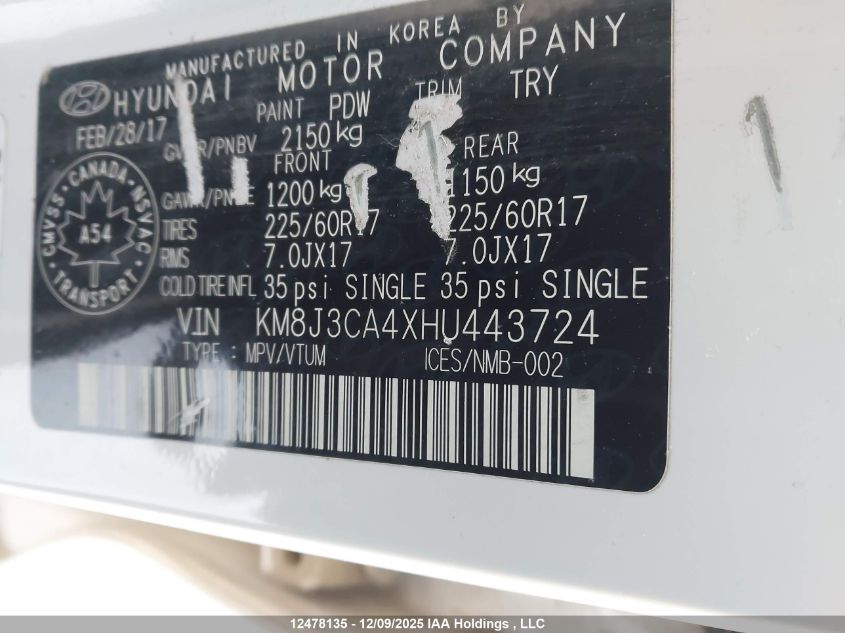 MANUFACTURED IN KOREA BY
HYUNDAI MOTOR COMPANY
FEB/28/17 PAINT PDW TRIM TRY
GVWR/PNBV 2150 kg
FRONT REAR
1200 kg 1150 kg
TIRES 225/60R17 225/60R17
RIMS 7.0JX17 7.0JX17
COLD TIRE INFL 35 psi SINGLE 35 psi SINGLE
VIN KM8J3CA4XHU443724
TYPE : MPV/VTUM ICES/NMB-002
CMVSS · CANADA · NSVAC
A54
TRANSPORT
12478135 - 12/09/2025 IAA Holdings , LLC